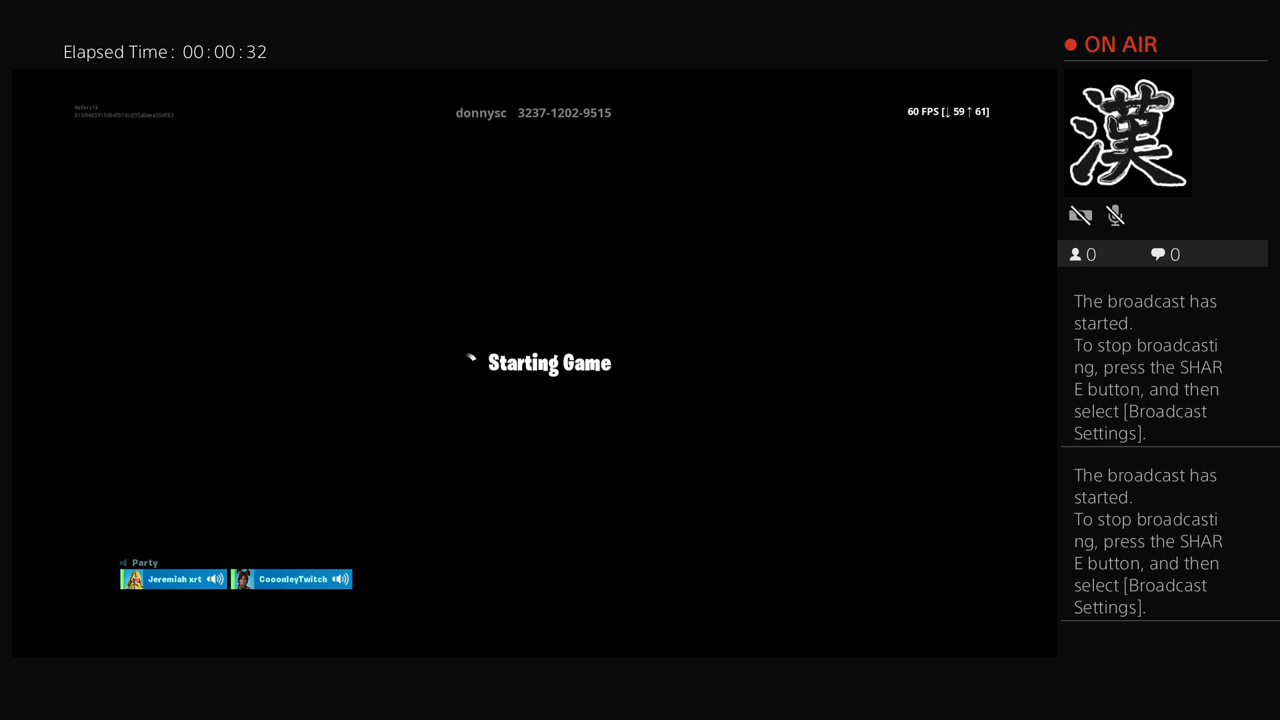 Elapsed Time: 00:00:32
ON AIR
donnysc 3237-1202-9515
60 FPS [↓ 59 ↑ 61]
漢
0 0
The broadcast has
started.
To stop broadcasti
ng, press the SHAR
E button, and then
select [Broadcast
Settings].
Starting Game
The broadcast has
started.
To stop broadcasti
ng, press the SHAR
E button, and then
select [Broadcast
Settings].
Party
Jeremiah xrt CooonleyTwitch